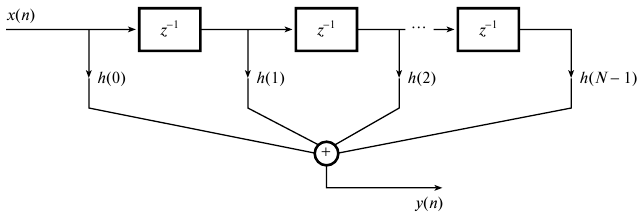 x(n)
z⁻¹ z⁻¹ ... z⁻¹
h(0) h(1) h(2) h(N − 1)
+
y(n)